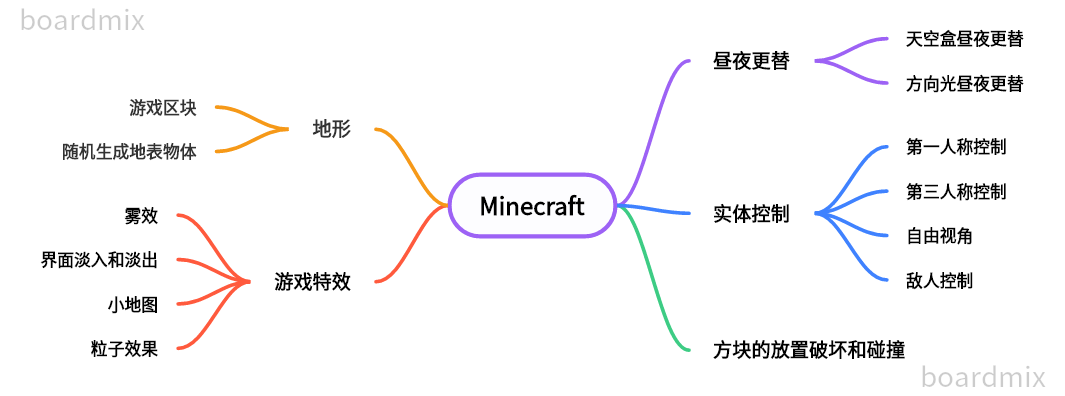 boardmix
Minecraft
昼夜更替
天空盒昼夜更替
方向光昼夜更替
实体控制
第一人称控制
第三人称控制
自由视角
敌人控制
方块的放置破坏和碰撞
地形
游戏区块
随机生成地表物体
游戏特效
雾效
界面淡入和淡出
小地图
粒子效果
boardmix